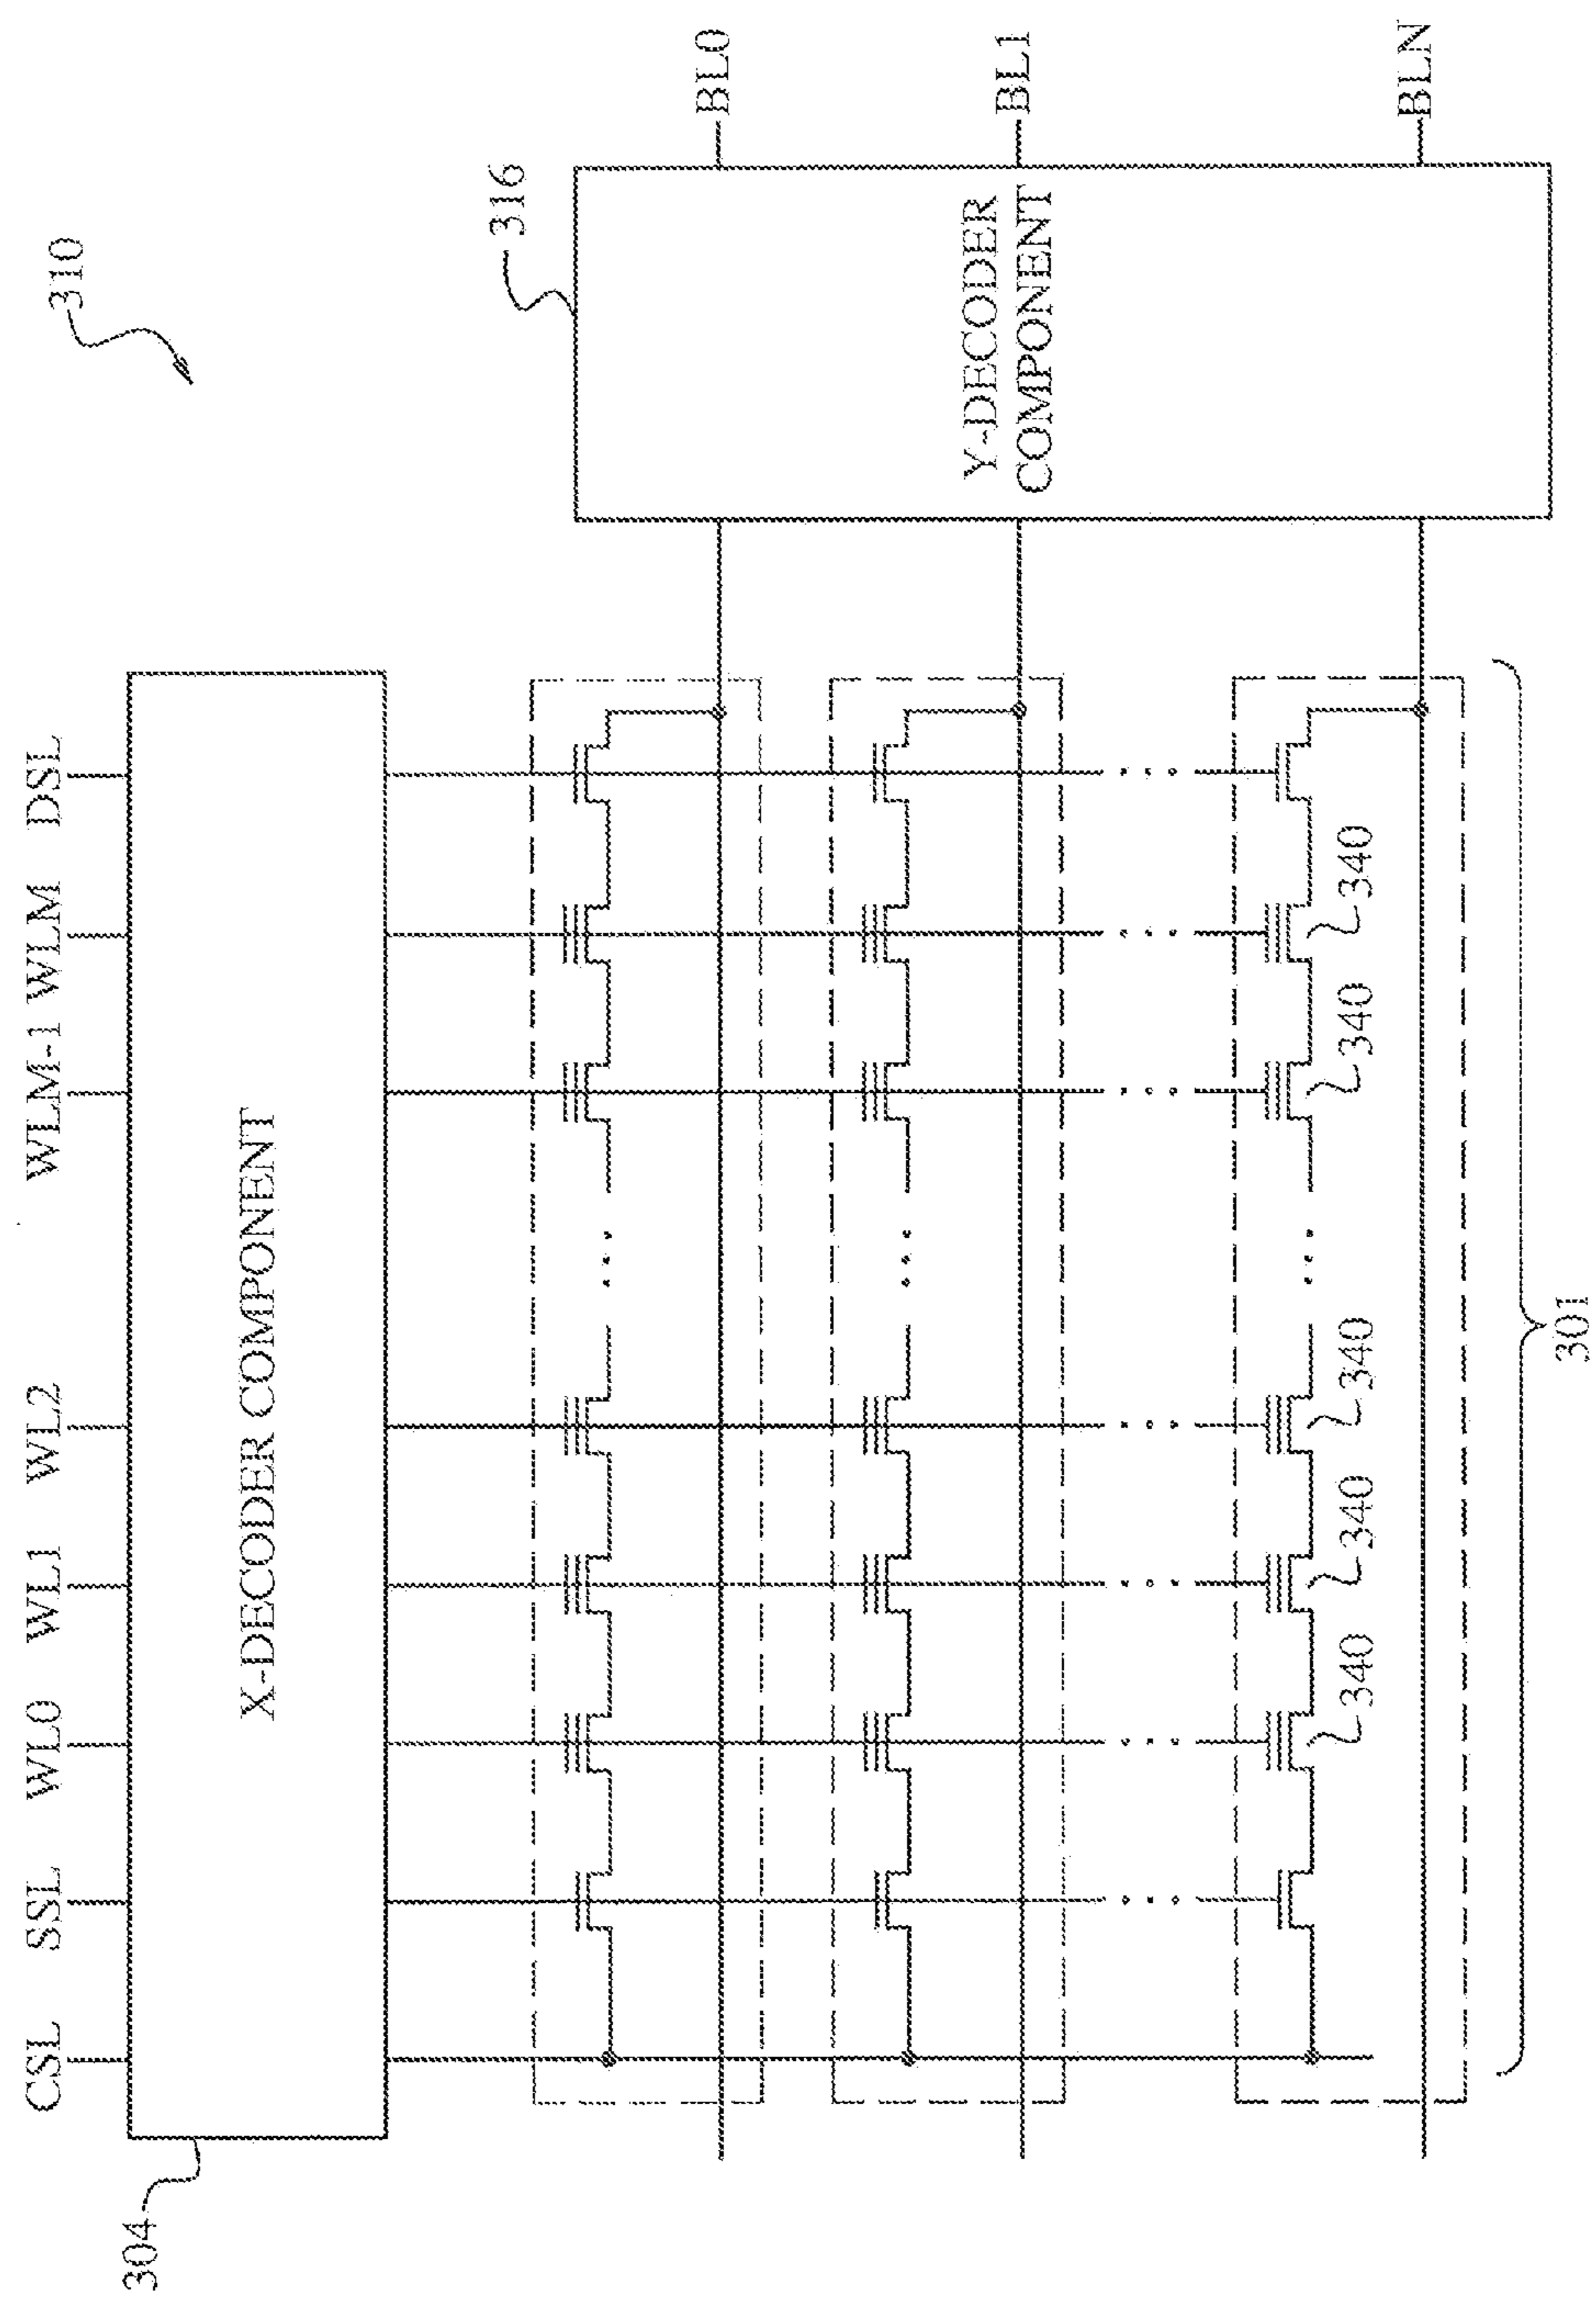 310
304
CSL
SSL
WL0
WL1
WL2
WLM-1
WLM
DSL
X-DECODER COMPONENT
316
Y-DECODER
COMPONENT
BL0
BL1
BLN
340
340
340
340
340
301